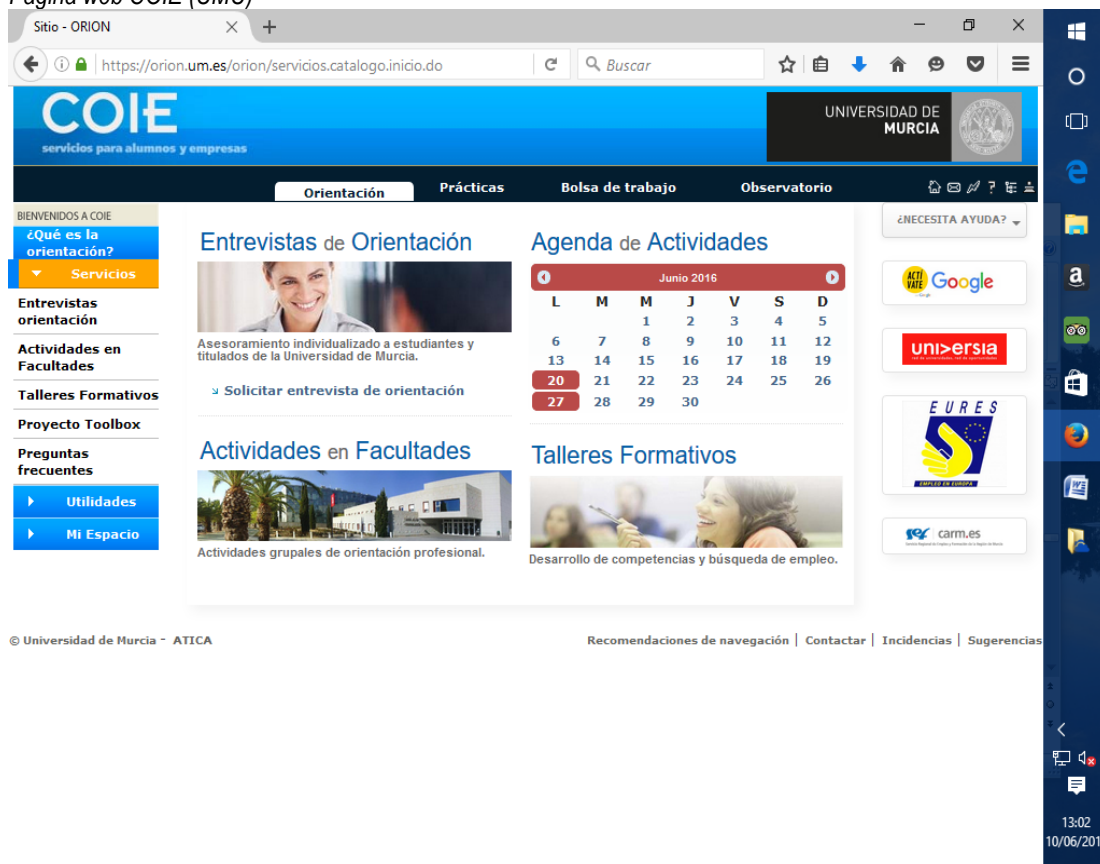 Página web COIE (UMU)
Sitio - ORION
https://orion.um.es/orion/servicios.catalogo.inicio.do
Buscar
COIE
servicios para alumnos y empresas
UNIVERSIDAD DE
MURCIA
Orientación Prácticas Bolsa de trabajo Observatorio
BIENVENIDOS A COIE
¿Qué es la
orientación?
Servicios
Entrevistas
orientación
Actividades en
Facultades
Talleres Formativos
Proyecto Toolbox
Preguntas
frecuentes
Utilidades
Mi Espacio
Entrevistas de Orientación
Asesoramiento individualizado a estudiantes y
titulados de la Universidad de Murcia.
Solicitar entrevista de orientación
Agenda de Actividades
Junio 2016
L M M J V S D
1 2 3 4 5
6 7 8 9 10 11 12
13 14 15 16 17 18 19
20 21 22 23 24 25 26
27 28 29 30
Actividades en Facultades
Actividades grupales de orientación profesional.
Talleres Formativos
Desarrollo de competencias y búsqueda de empleo.
¿NECESITA AYUDA?
ACTÍVATE Google
uni>ersia
EURES
EMPLEO EN EUROPA
sef carm.es
© Universidad de Murcia - ATICA
Recomendaciones de navegación | Contactar | Incidencias | Sugerencias
13:02
10/06/201